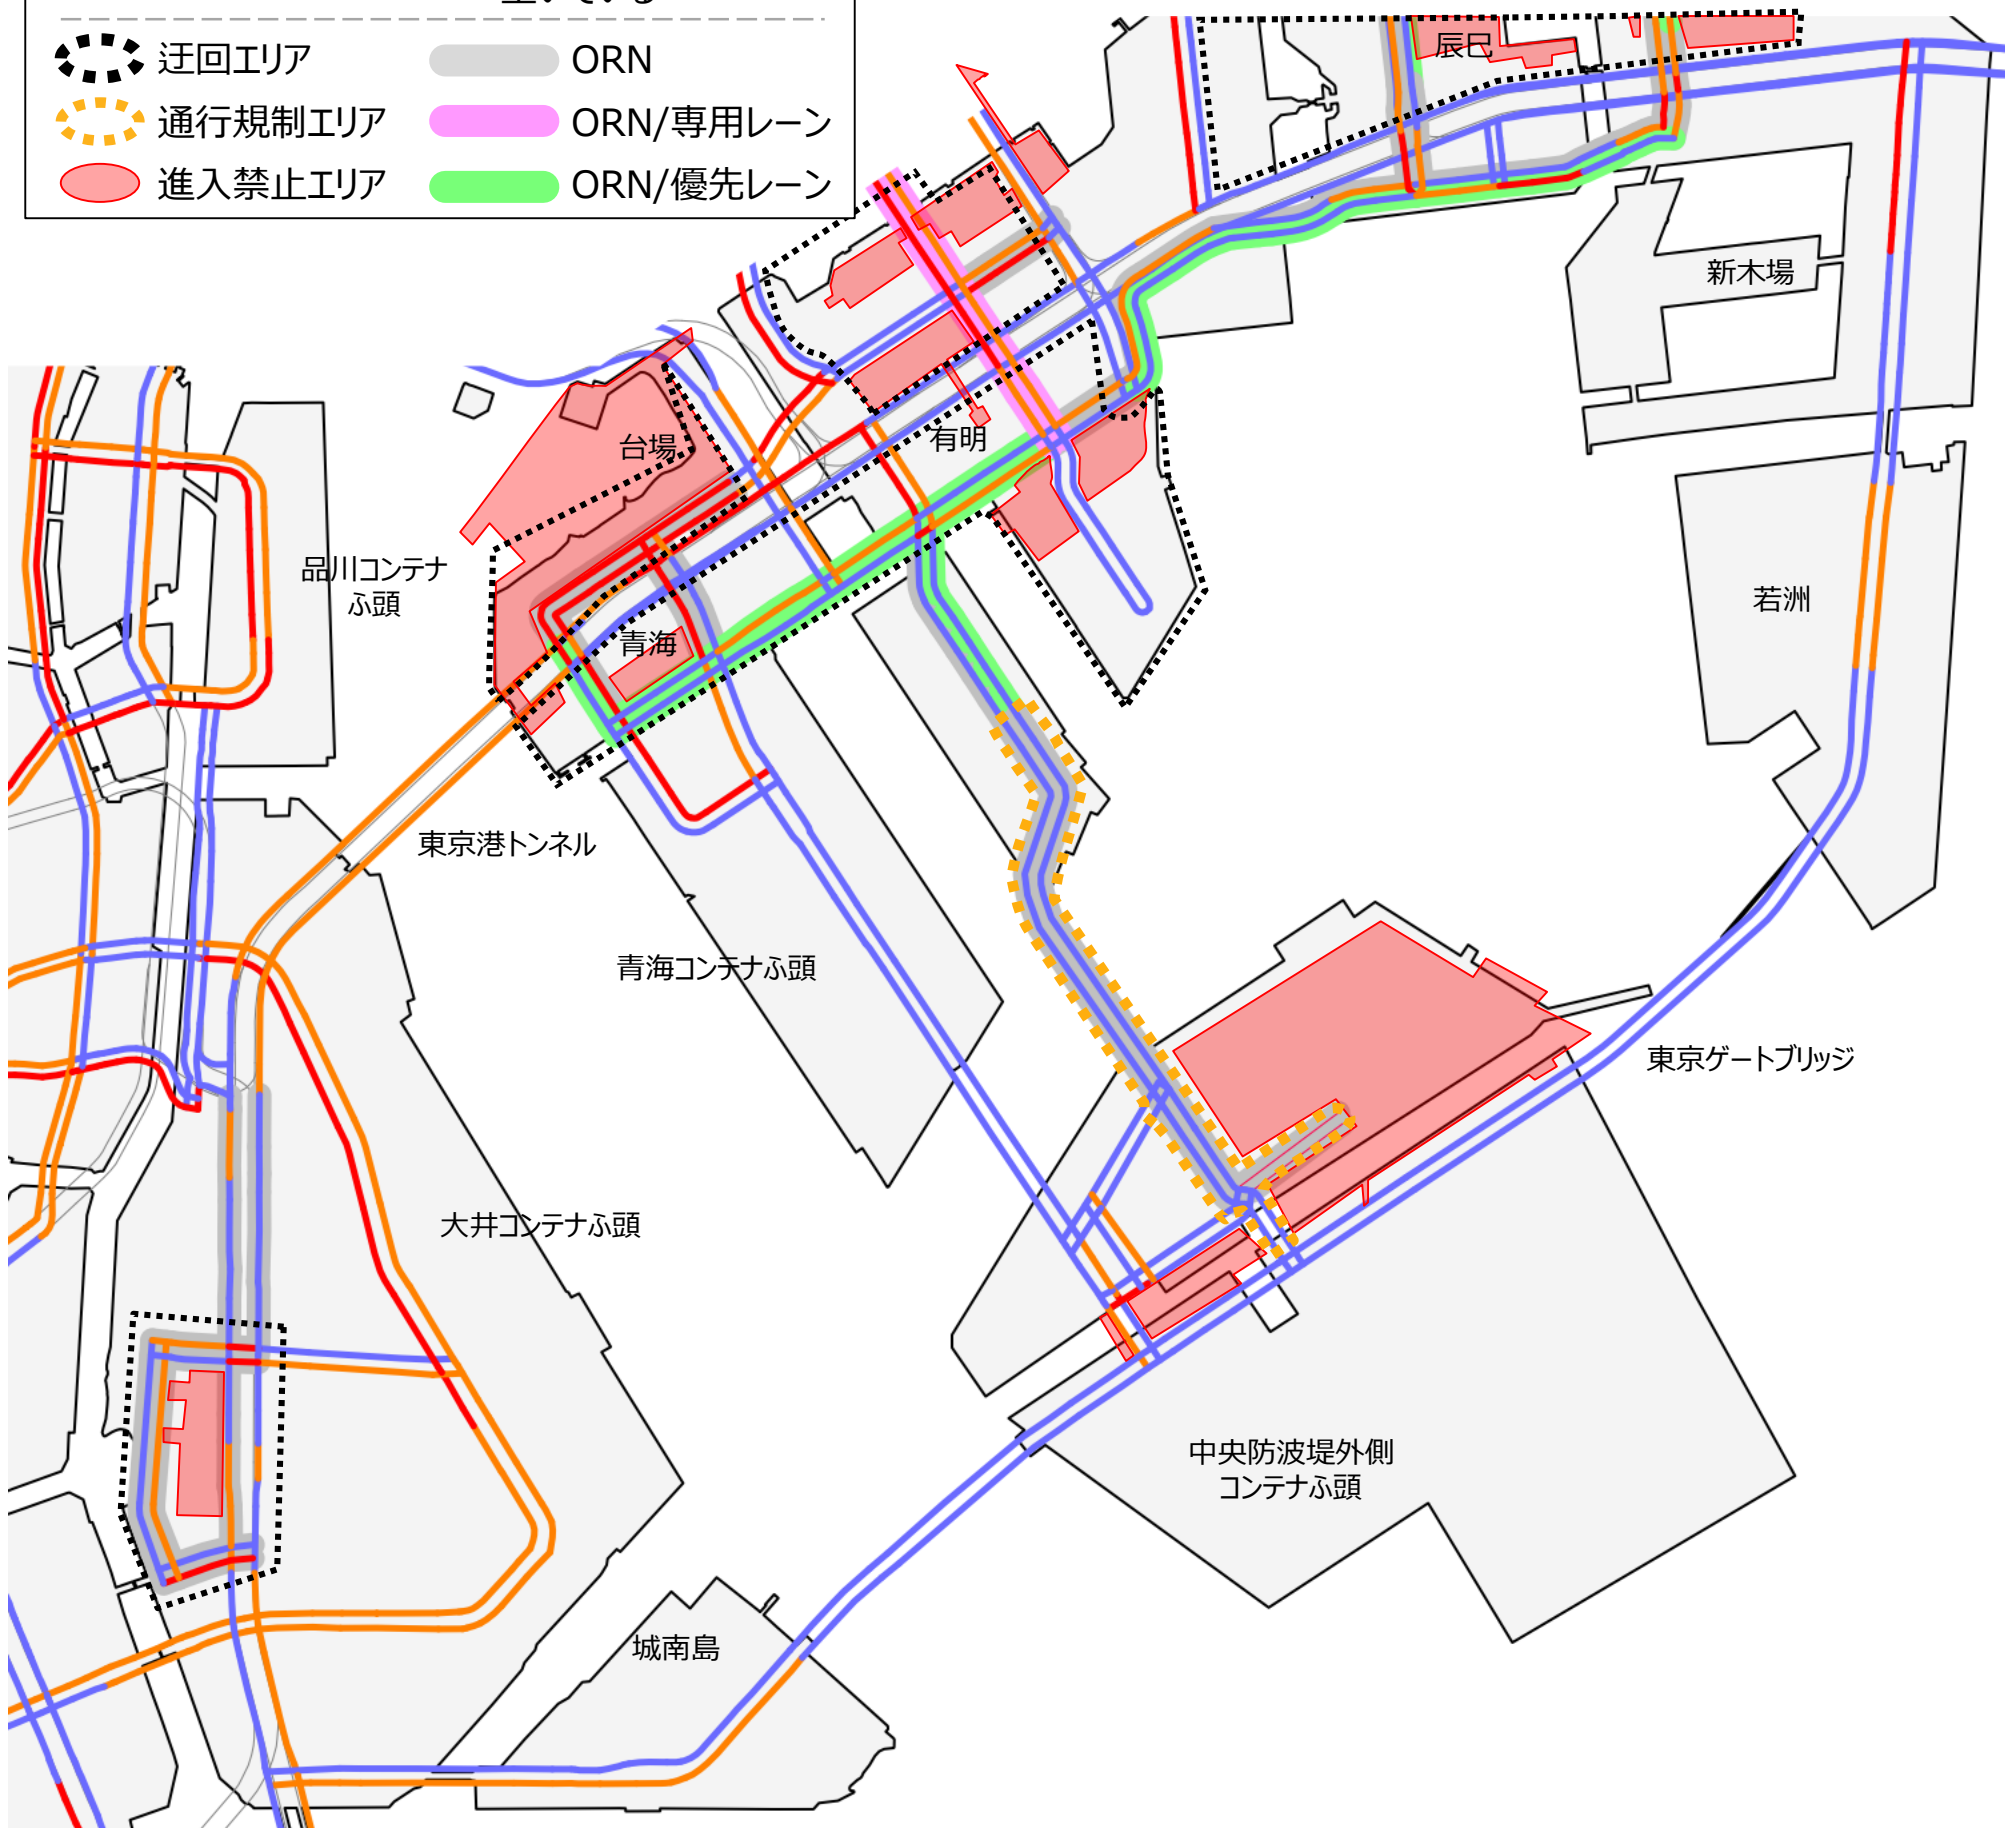 空いている
迂回エリア
ORN
通行規制エリア
ORN/専用レーン
進入禁止エリア
ORN/優先レーン
辰巳
新木場
台場
有明
品川コンテナ
ふ頭
青海
若洲
東京港トンネル
青海コンテナふ頭
東京ゲートブリッジ
大井コンテナふ頭
中央防波堤外側
コンテナふ頭
城南島